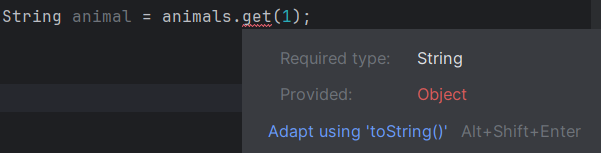 String animal = animals.get(1);
Required type: String
Provided: Object
Adapt using 'toString()' Alt+Shift+Enter